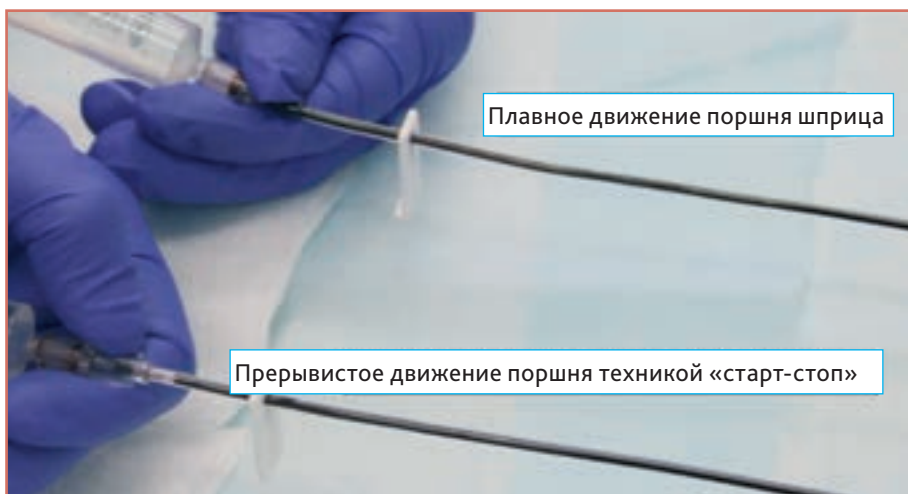 Плавное движение поршня шприца
Прерывистое движение поршня техникой «старт-стоп»